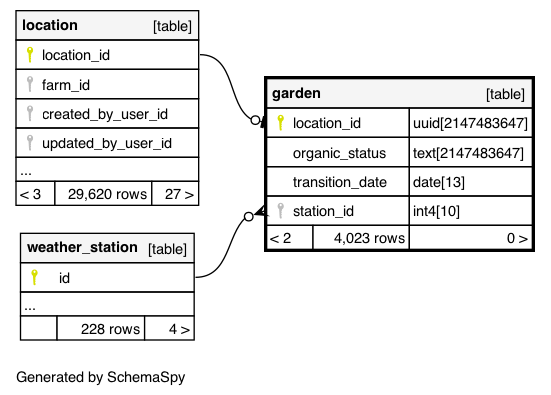 location [table]
location_id
farm_id
created_by_user_id
updated_by_user_id
...
< 3 29,620 rows 27 >
garden [table]
location_id uuid[2147483647]
organic_status text[2147483647]
transition_date date[13]
station_id int4[10]
< 2 4,023 rows 0 >
weather_station [table]
id
...
228 rows 4 >
Generated by SchemaSpy